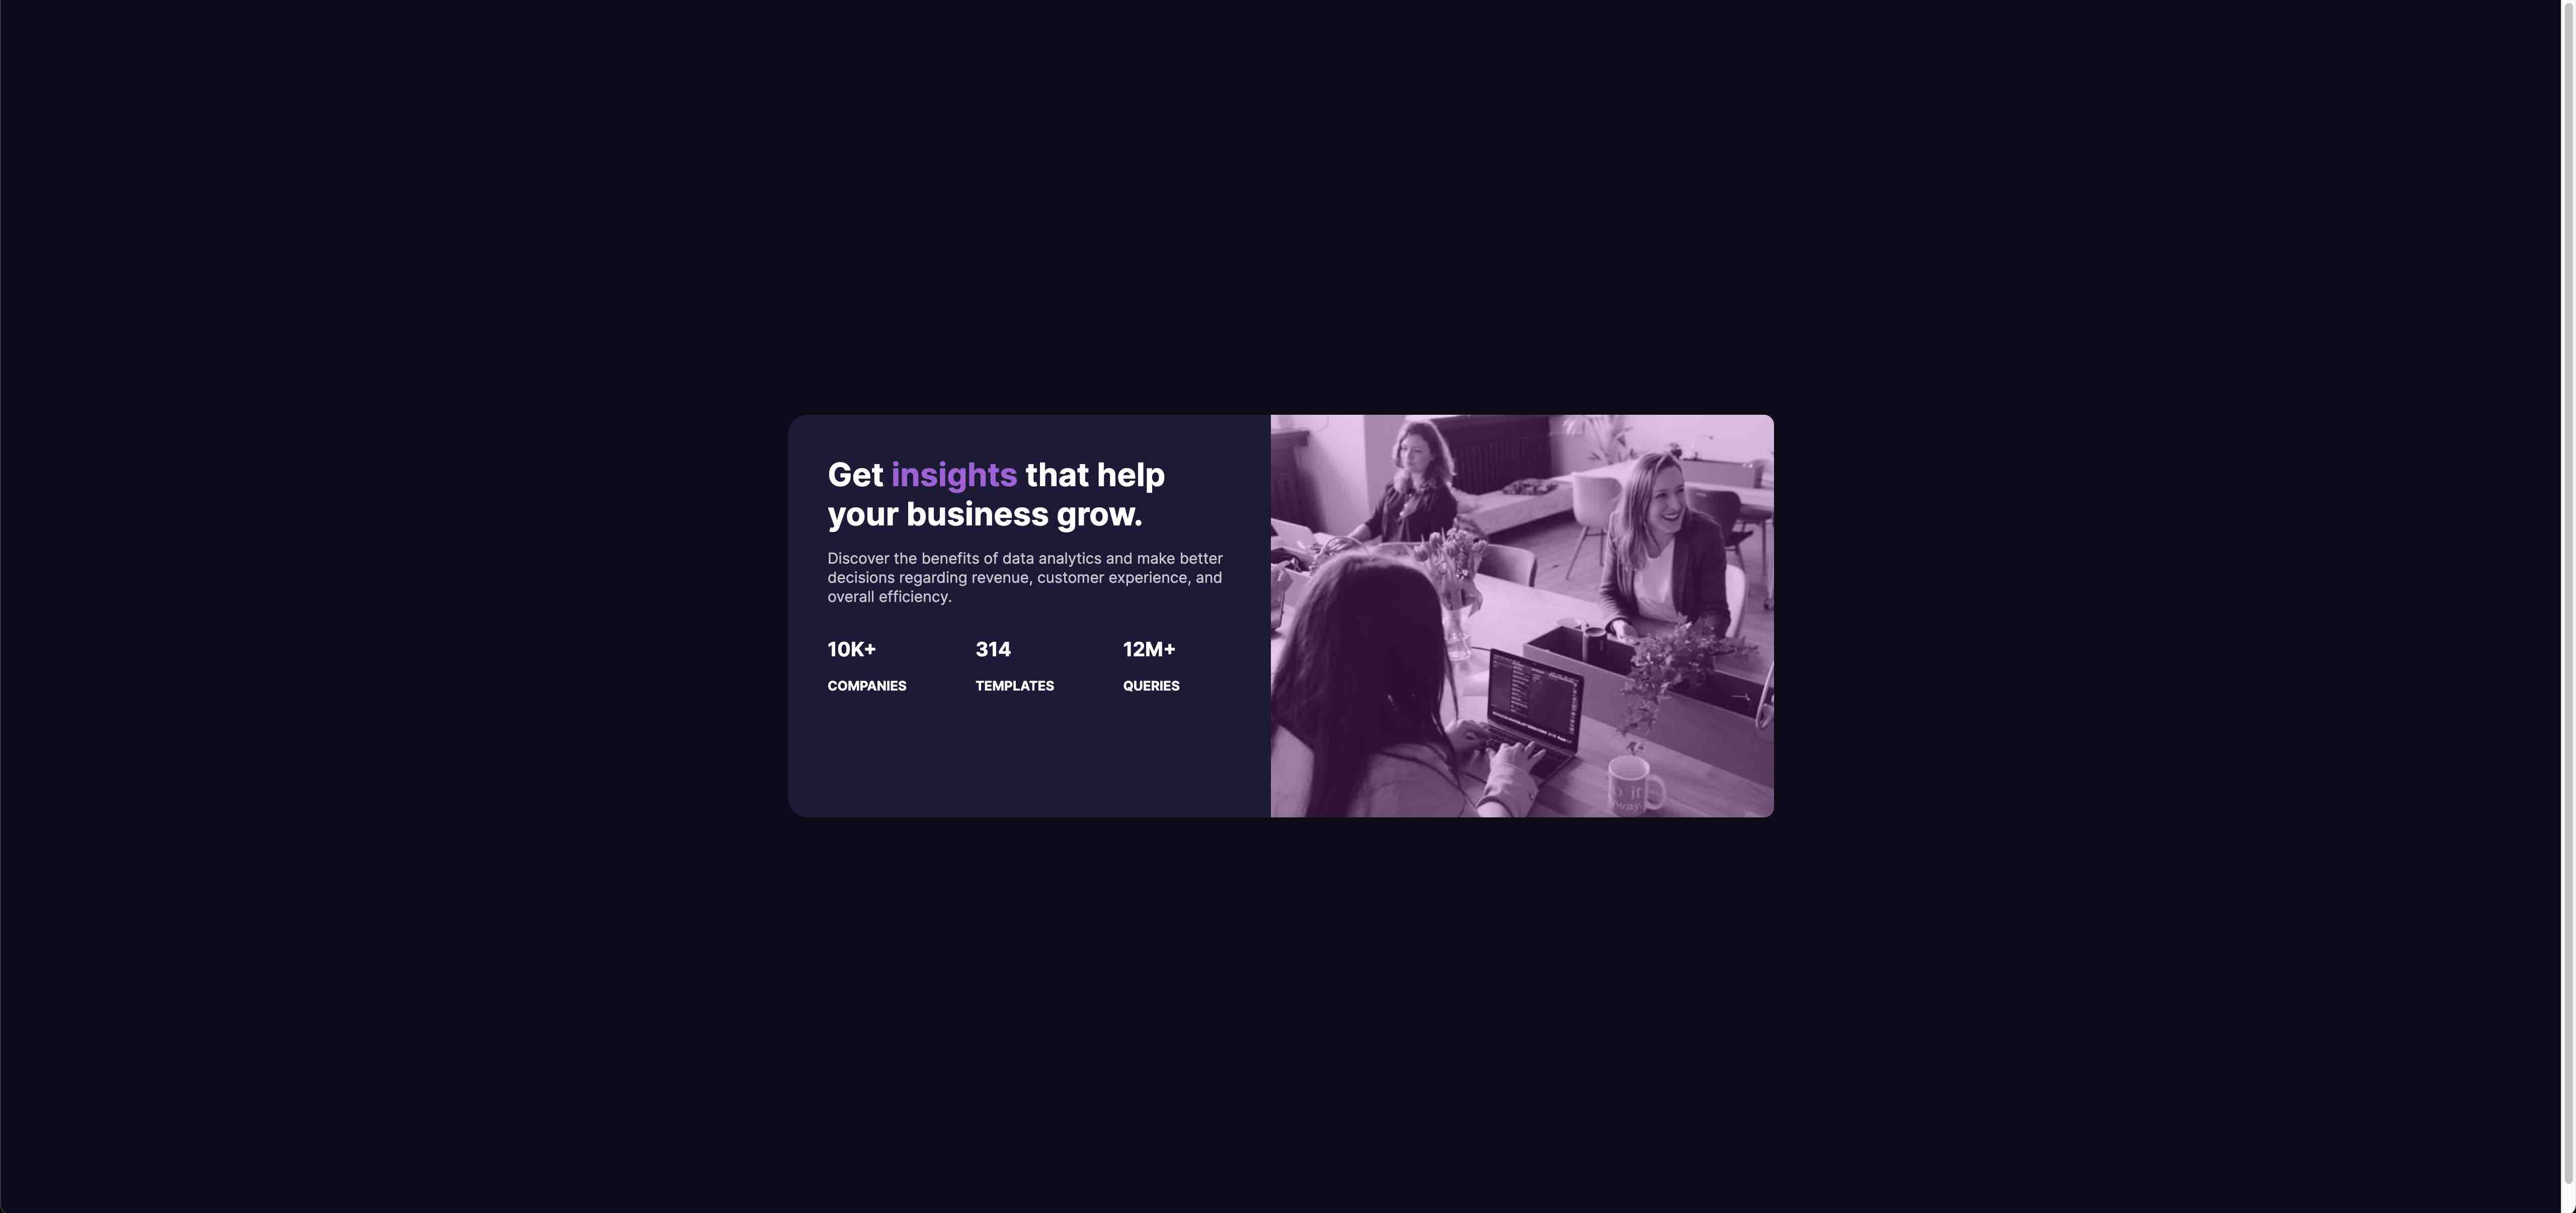 Get insights that help
your business grow.
Discover the benefits of data analytics and make better
decisions regarding revenue, customer experience, and
overall efficiency.
10K+ 314 12M+
COMPANIES TEMPLATES QUERIES